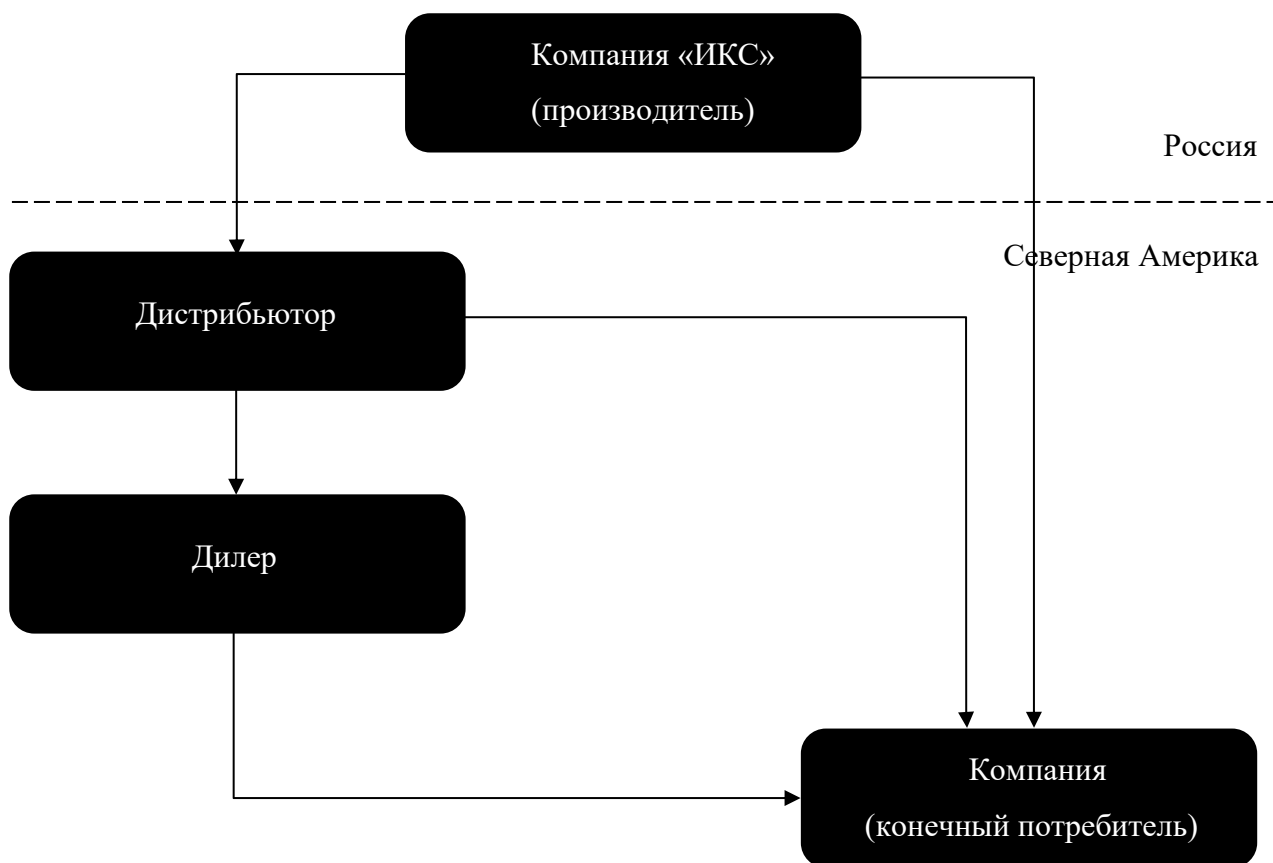 Компания «ИКС»
(производитель)
Россия
Северная Америка
Дистрибьютор
Дилер
Компания
(конечный потребитель)